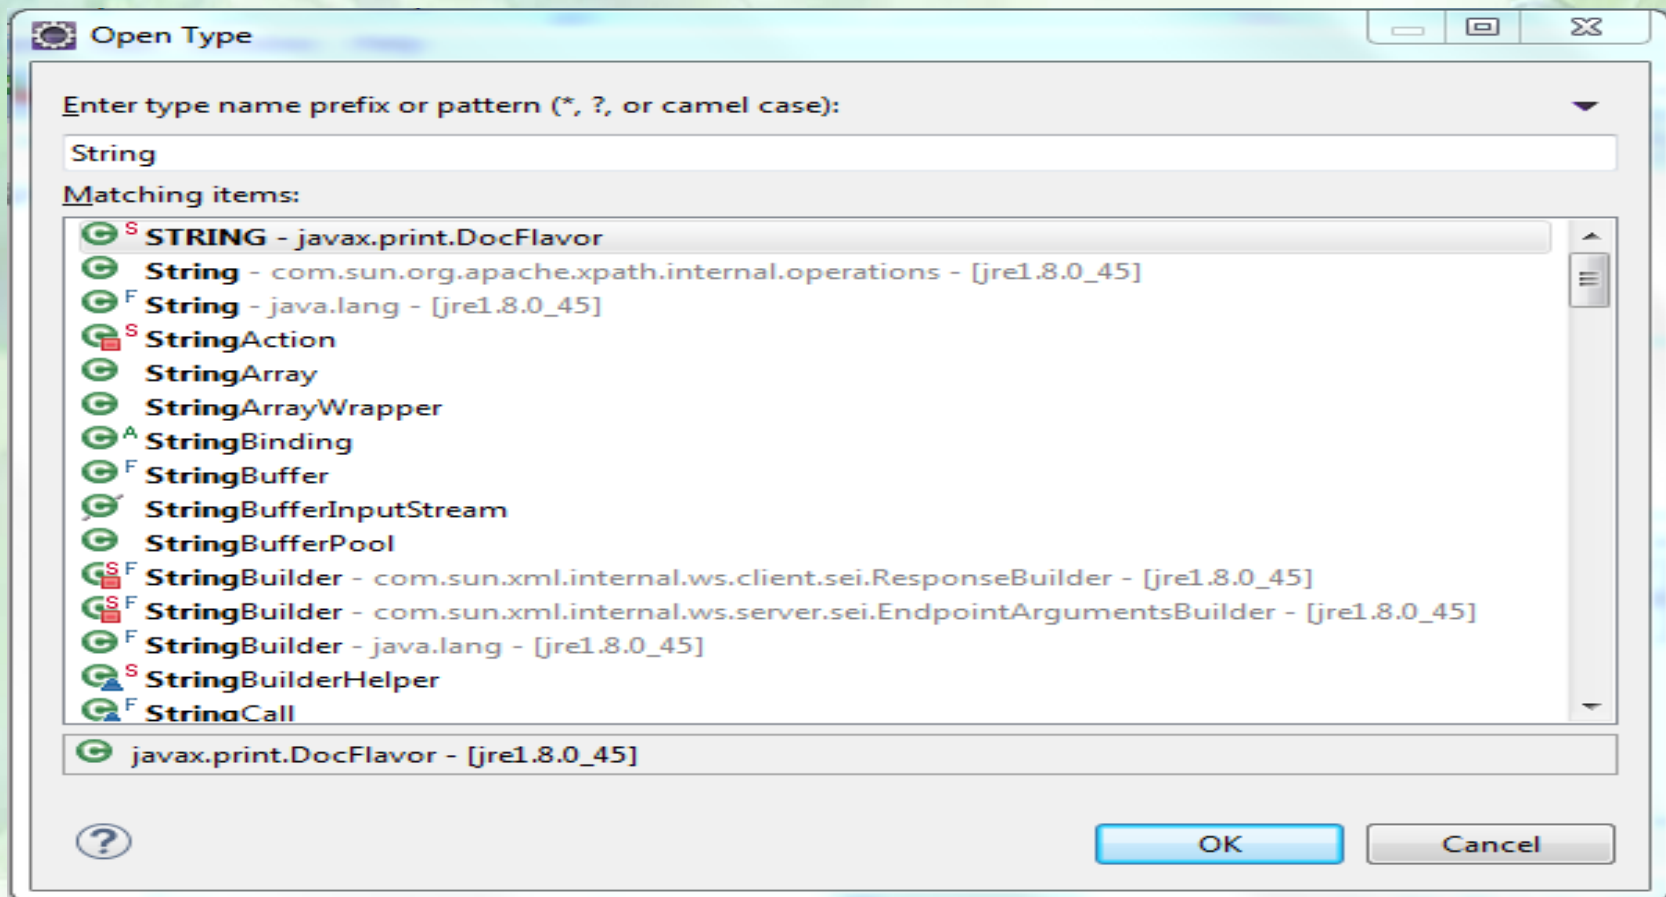 Open Type
Enter type name prefix or pattern (*, ?, or camel case):
String
Matching items:
S STRING - javax.print.DocFlavor
String - com.sun.org.apache.xpath.internal.operations - [jre1.8.0_45]
F String - java.lang - [jre1.8.0_45]
S StringAction
StringArray
StringArrayWrapper
A StringBinding
F StringBuffer
StringBufferInputStream
StringBufferPool
S F StringBuilder - com.sun.xml.internal.ws.client.sei.ResponseBuilder - [jre1.8.0_45]
S F StringBuilder - com.sun.xml.internal.ws.server.sei.EndpointArgumentsBuilder - [jre1.8.0_45]
F StringBuilder - java.lang - [jre1.8.0_45]
S StringBuilderHelper
F StringCall
javax.print.DocFlavor - [jre1.8.0_45]
OK Cancel